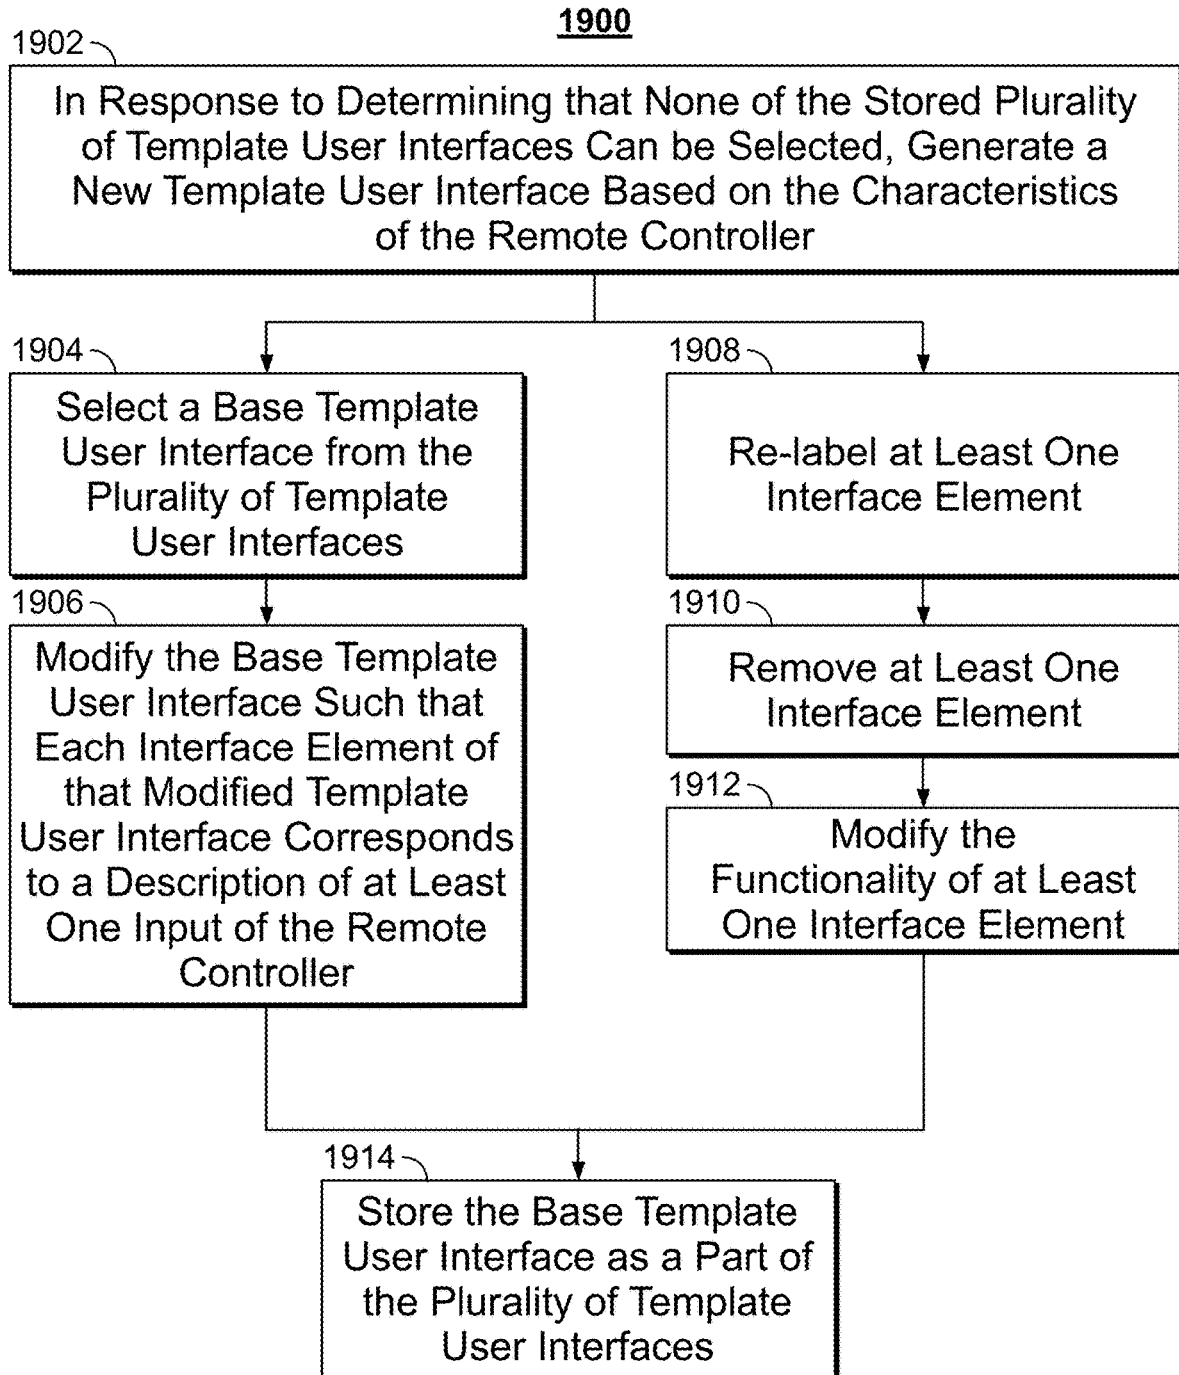 1900
1902
In Response to Determining that None of the Stored Plurality
of Template User Interfaces Can be Selected, Generate a
New Template User Interface Based on the Characteristics
of the Remote Controller
1904
Select a Base Template
User Interface from the
Plurality of Template
User Interfaces
1906
Modify the Base Template
User Interface Such that
Each Interface Element of
that Modified Template
User Interface Corresponds
to a Description of at Least
One Input of the Remote
Controller
1908
Re-label at Least One
Interface Element
1910
Remove at Least One
Interface Element
1912
Modify the
Functionality of at Least
One Interface Element
1914
Store the Base Template
User Interface as a Part of
the Plurality of Template
User Interfaces